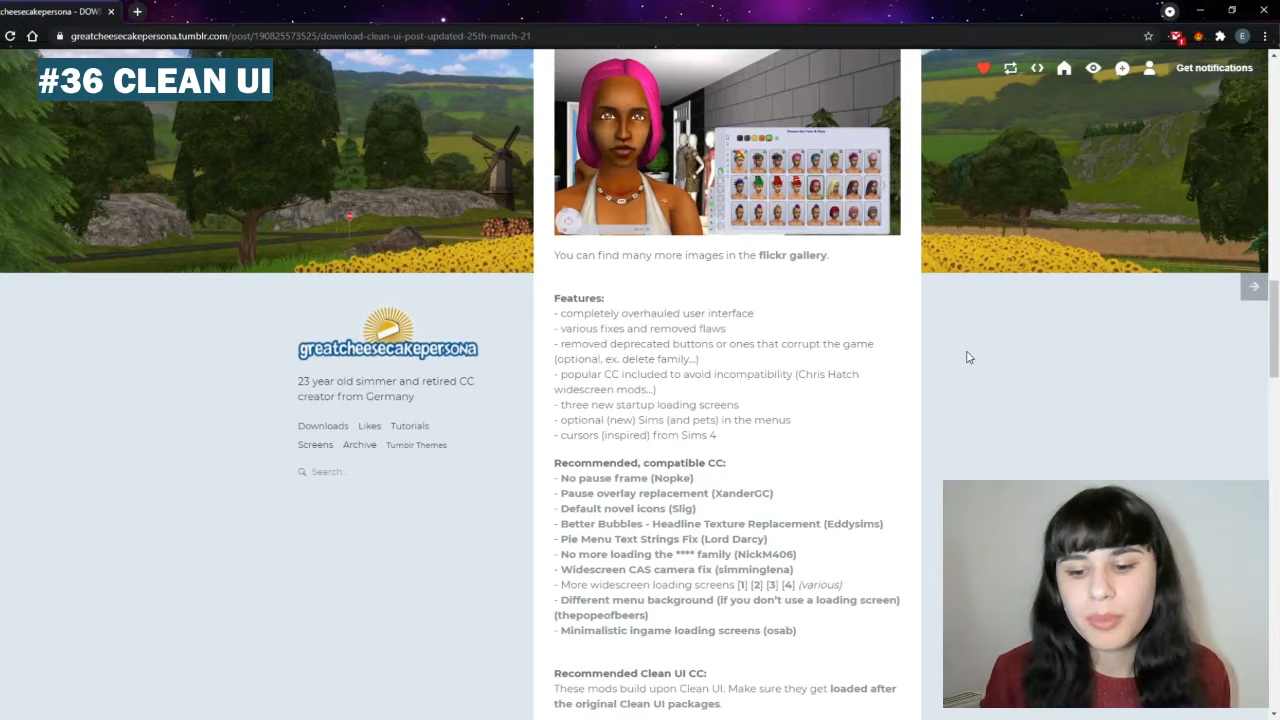 cheesecakepersona — DOW
greatcheesecakepersona.tumblr.com/post/190825573525/download-clean-ui-post-updated-25th-march-21
E
#36 CLEAN UI
Get notifications
You can find many more images in the flickr gallery.
Features:
- completely overhauled user interface
- various fixes and removed flaws
- removed deprecated buttons or ones that corrupt the game
(optional, ex. delete family...)
- popular CC included to avoid incompatibility (Chris Hatch
widescreen mods...)
- three new startup loading screens
- optional (new) Sims (and pets) in the menus
- cursors (inspired) from Sims 4
Recommended, compatible CC:
- No pause frame (Nopke)
- Pause overlay replacement (XanderGC)
- Default novel icons (Slig)
- Better Bubbles - Headline Texture Replacement (Eddysims)
- Pie Menu Text Strings Fix (Lord Darcy)
- No more loading the **** family (NickM406)
- Widescreen CAS camera fix (simminglena)
- More widescreen loading screens [1] [2] [3] [4] (various)
- Different menu background (if you don't use a loading screen)
(thepopeofbeers)
- Minimalistic ingame loading screens (osab)
Recommended Clean UI CC:
These mods build upon Clean UI. Make sure they get loaded after
the original Clean UI packages.
greatcheesecakepersona
23 year old simmer and retired CC
creator from Germany
Downloads Likes Tutorials
Screens Archive Tumblr Themes
Search..